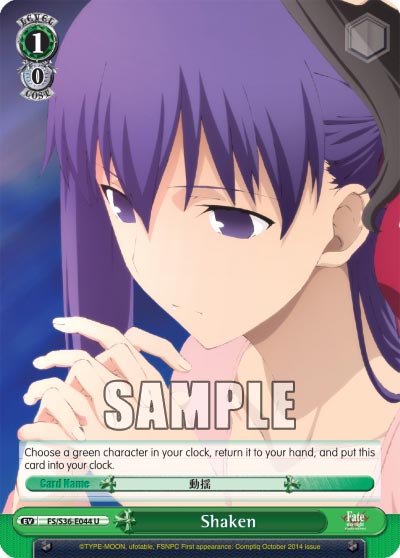 LEVEL
1
0
COST
SAMPLE
Choose a green character in your clock, return it to your hand, and put this
card into your clock.
Card Name 動揺
EV FS/S36-E044 U Shaken Fate
©TYPE-MOON, ufotable, FSNPC First appearance: Comptiq October 2014 issue